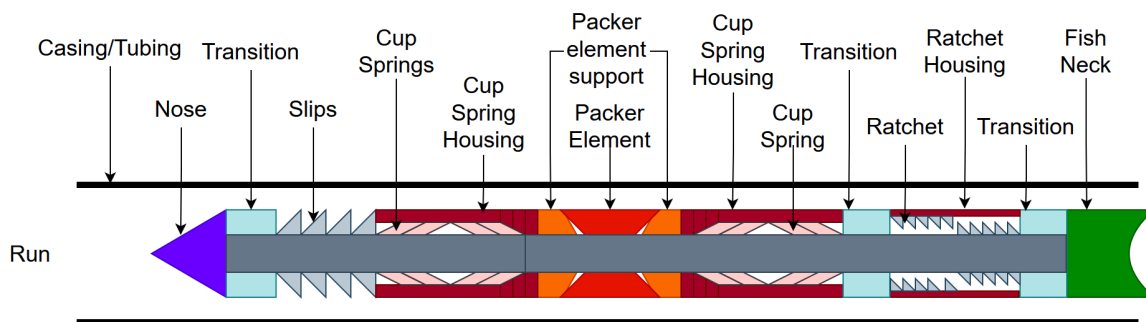 Casing/Tubing
Transition
Cup
Springs
Packer
element
support
Cup
Spring
Housing
Transition
Ratchet
Housing
Fish
Neck
Nose
Slips
Cup
Spring
Housing
Packer
Element
Cup
Spring
Ratchet
Transition
Run